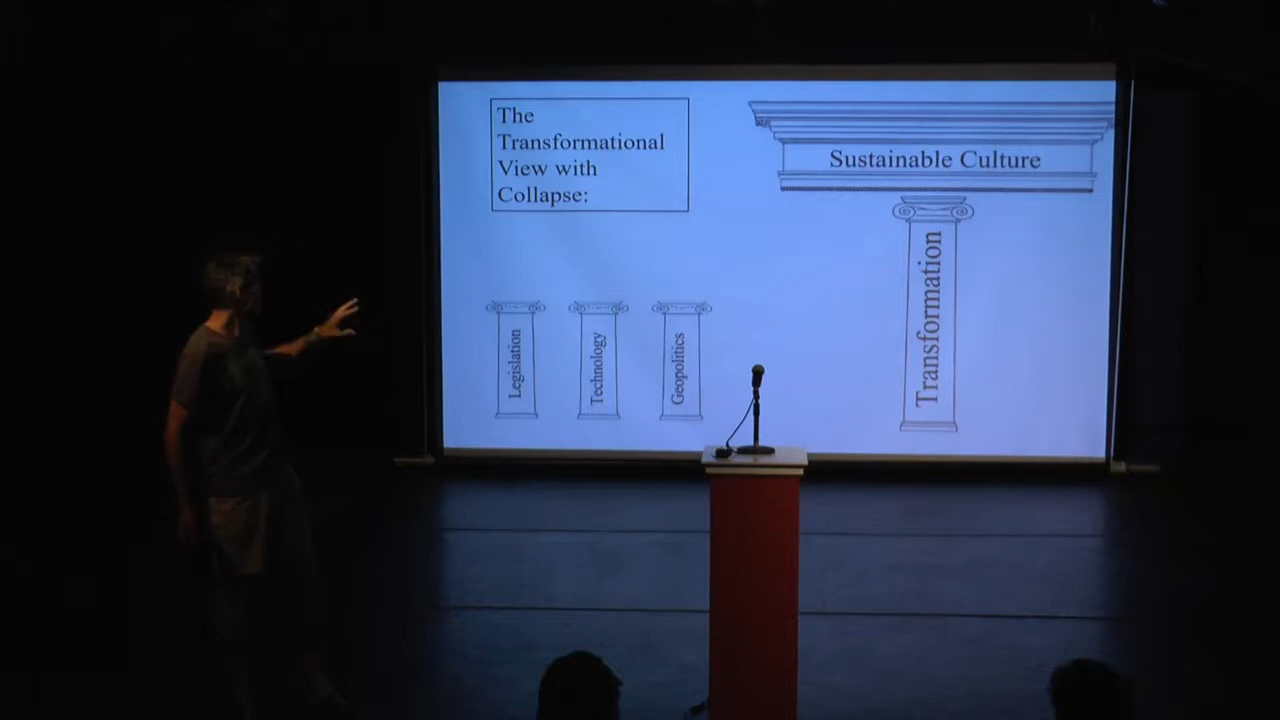 The
Transformational
View with
Collapse:
Sustainable Culture
Transformation
Legislation
Technology
Geopolitics